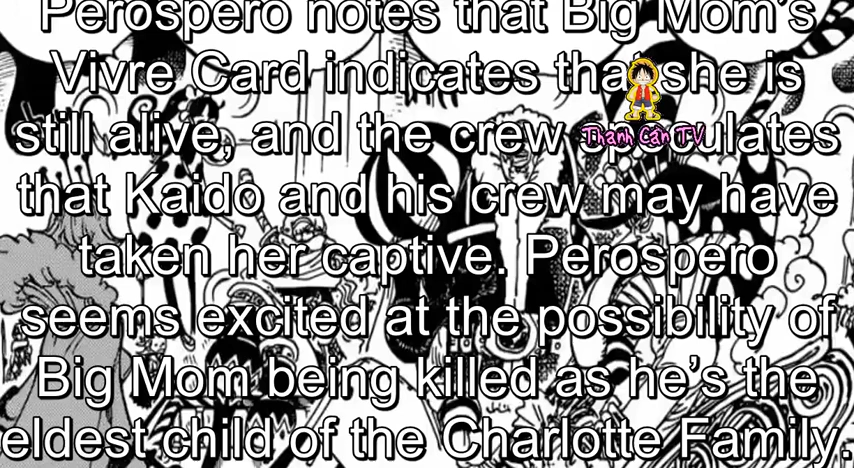 Perospero notes that Big Mom's
Vivre Card indicates that she is
still alive, and the crew speculates
that Kaido and his crew may have
taken her captive. Perospero
seems excited at the possibility of
Big Mom being killed as he's the
eldest child of the Charlotte Family.
Thanh Cán TV